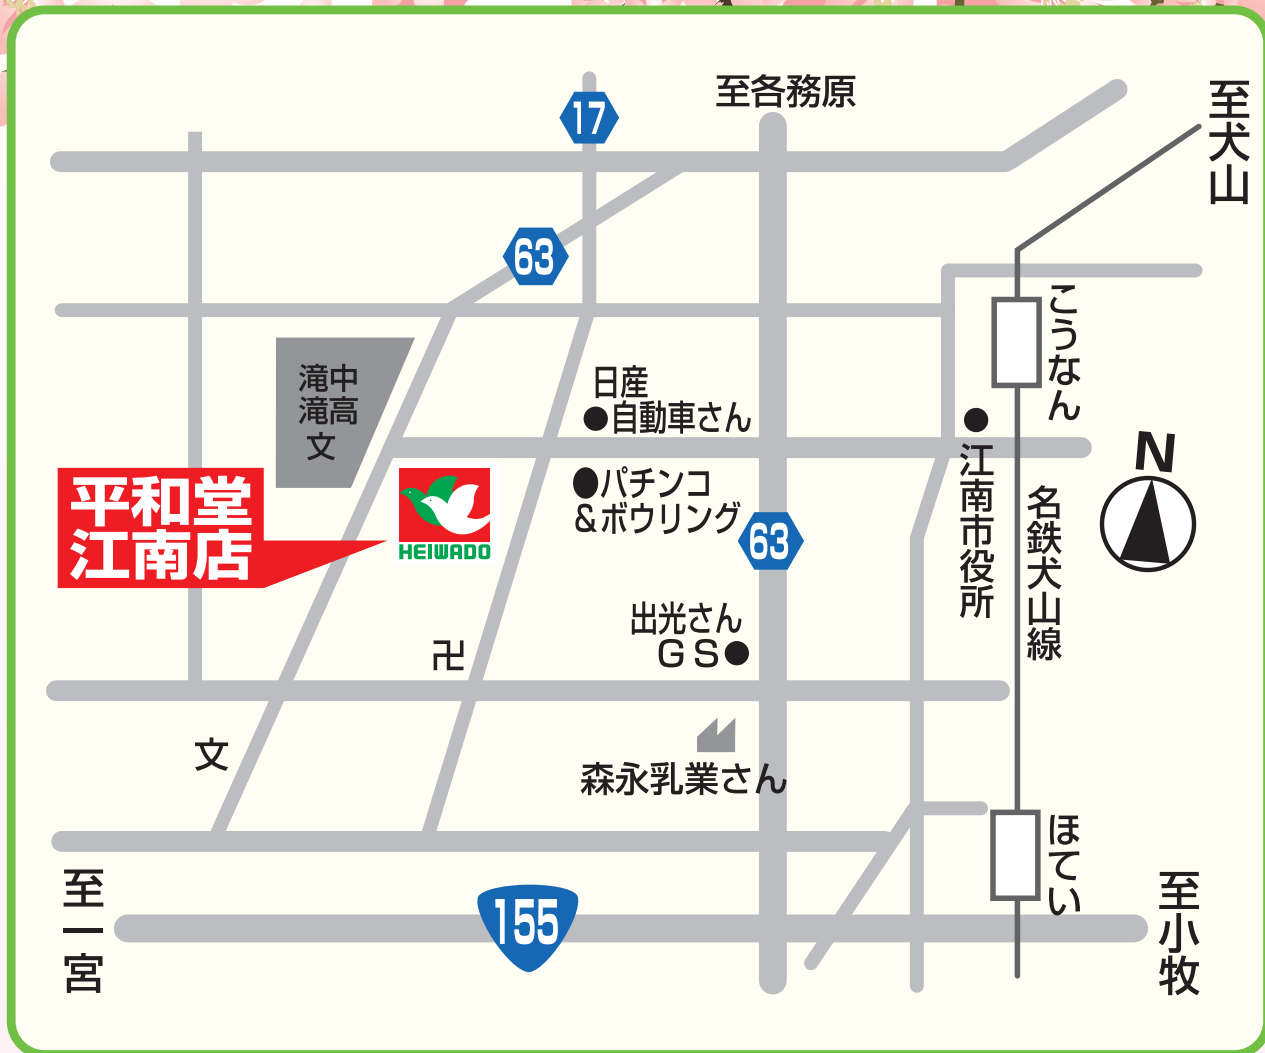 至各務原
17
至犬山
63
こうなん
滝中
滝高
文
日産
自動車さん
平和堂
江南店
HEIWADO
パチンコ
&ボウリング
63
江南市役所
名鉄犬山線
N
出光さん
GS
卍
文
森永乳業さん
ほてい
至一宮
155
至小牧